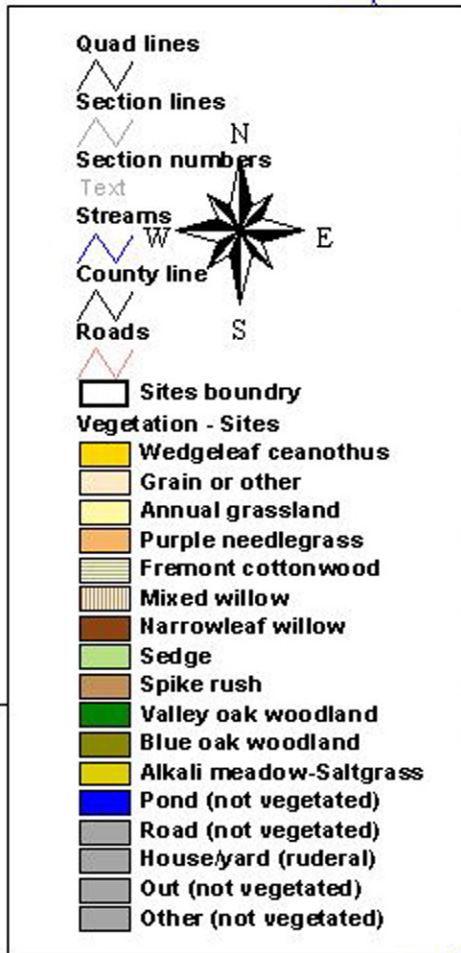 Quad lines
Section lines
N
Section numbers
Text
Streams
W
E
County line
S
Roads
Sites boundry
Vegetation - Sites
Wedgeleaf ceanothus
Grain or other
Annual grassland
Purple needlegrass
Fremont cottonwood
Mixed willow
Narrowleaf willow
Sedge
Spike rush
Valley oak woodland
Blue oak woodland
Alkali meadow-Saltgrass
Pond (not vegetated)
Road (not vegetated)
House/yard (ruderal)
Out (not vegetated)
Other (not vegetated)